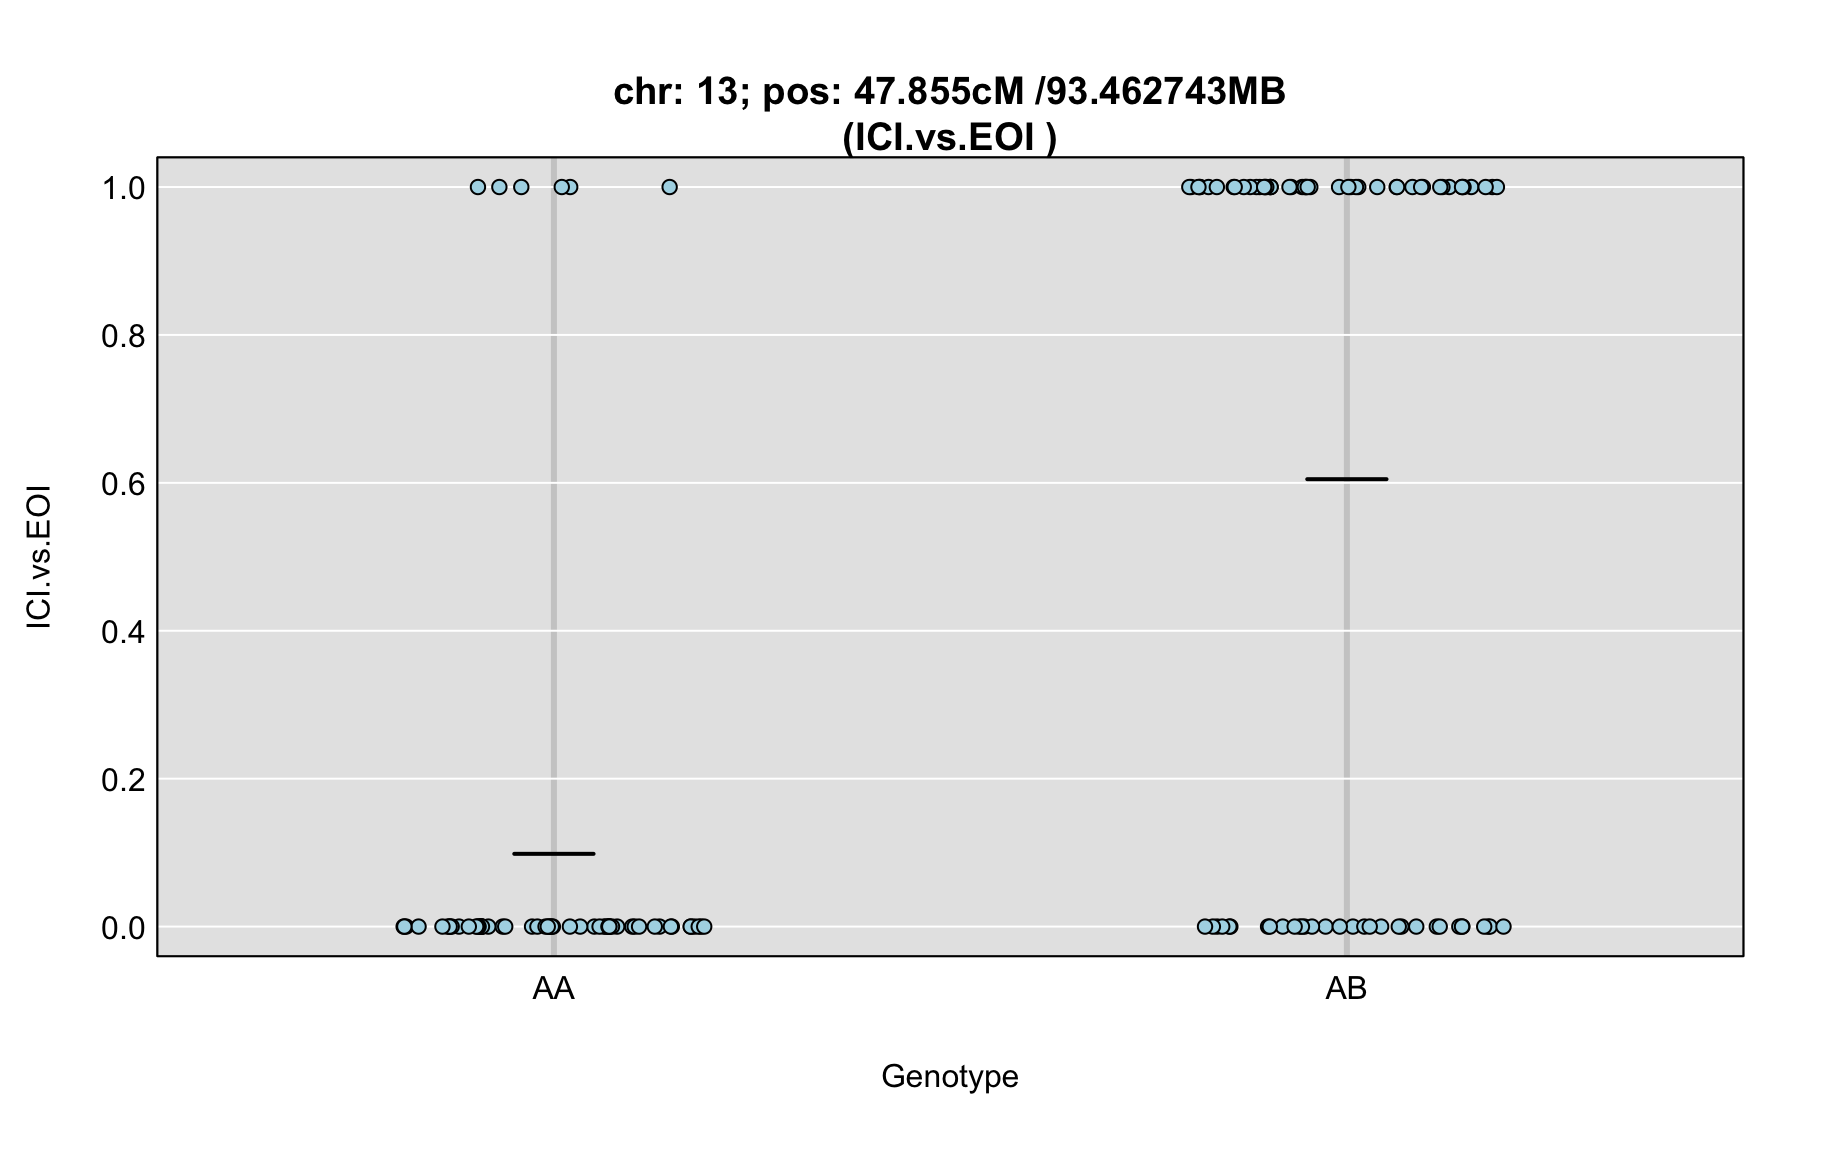 chr: 13; pos: 47.855cM /93.462743MB
(ICI.vs.EOI )
ICI.vs.EOI
1.0
0.8
0.6
0.4
0.2
0.0
AA
AB
Genotype